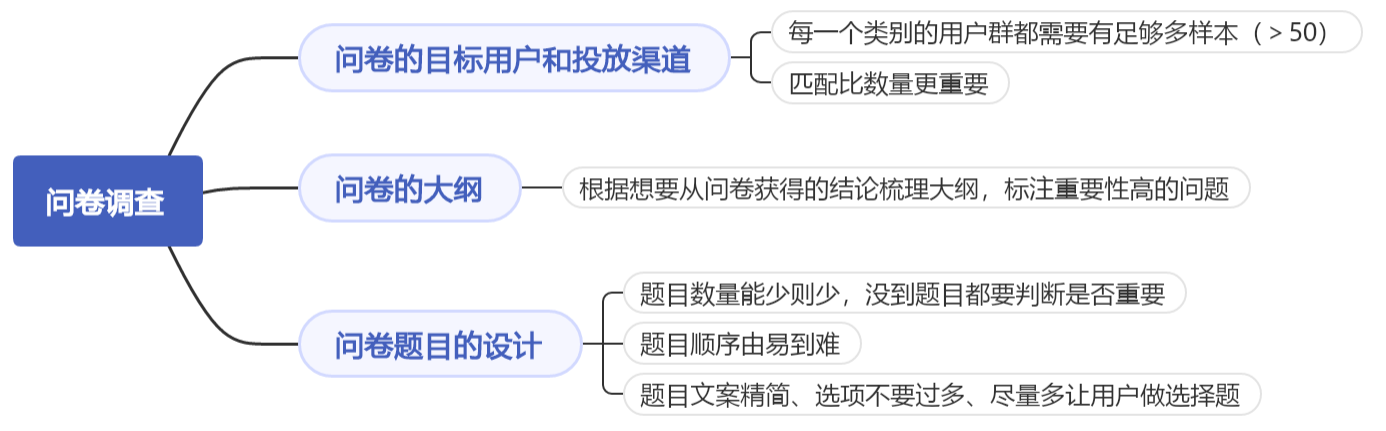 问卷调查
问卷的目标用户和投放渠道
每一个类别的用户群都需要有足够多样本（＞50）
匹配比数量更重要
问卷的大纲
根据想要从问卷获得的结论梳理大纲，标注重要性高的问题
问卷题目的设计
题目数量能少则少，没到题目都要判断是否重要
题目顺序由易到难
题目文案精简、选项不要过多、尽量多让用户做选择题